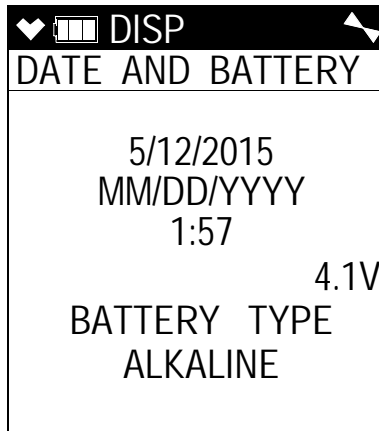 DISP
DATE AND BATTERY
5/12/2015
MM/DD/YYYY
1:57
4.1V
BATTERY TYPE
ALKALINE